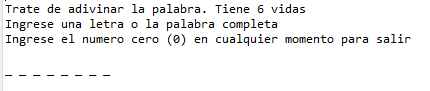 Trate de adivinar la palabra. Tiene 6 vidas
Ingrese una letra o la palabra completa
Ingrese el numero cero (0) en cualquier momento para salir
_ _ _ _ _ _ _ _